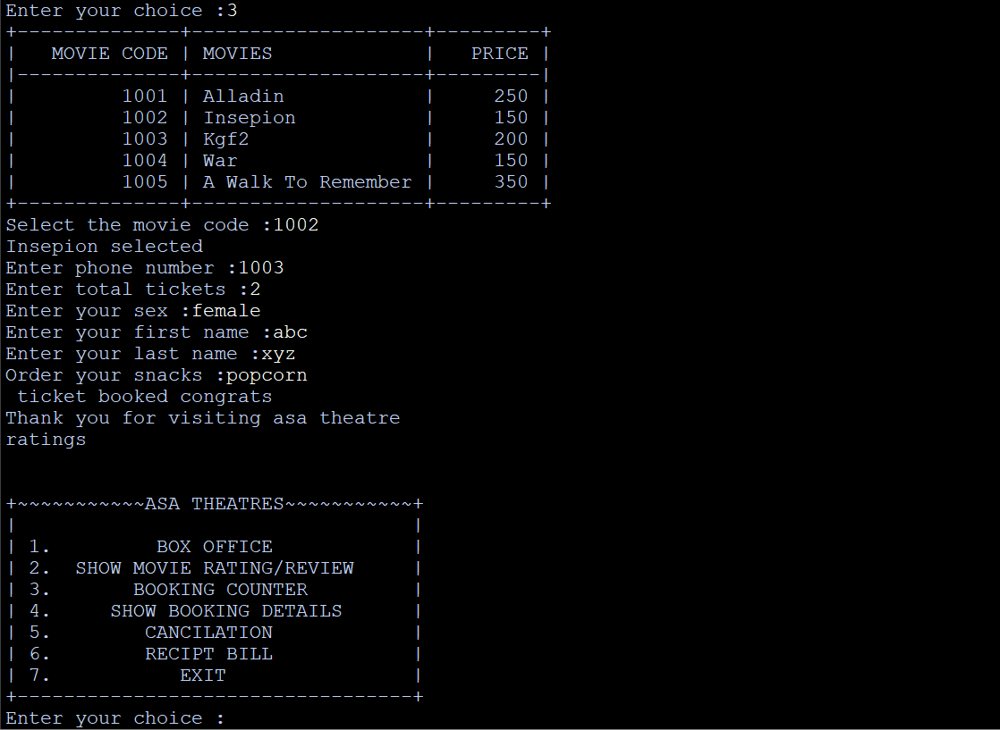 Enter your choice :3
+--------------+--------------------+---------+
|   MOVIE CODE | MOVIES             |   PRICE |
|--------------+--------------------+---------|
|         1001 | Alladin            |     250 |
|         1002 | Insepion           |     150 |
|         1003 | Kgf2               |     200 |
|         1004 | War                |     150 |
|         1005 | A Walk To Remember |     350 |
+--------------+--------------------+---------+
Select the movie code :1002
Insepion selected
Enter phone number :1003
Enter total tickets :2
Enter your sex :female
Enter your first name :abc
Enter your last name :xyz
Order your snacks :popcorn
 ticket booked congrats
Thank you for visiting asa theatre
ratings
+~~~~~~~~~~~ASA THEATRES~~~~~~~~~~~+
|                                  |
| 1.         BOX OFFICE            |
| 2.  SHOW MOVIE RATING/REVIEW     |
| 3.       BOOKING COUNTER         |
| 4.     SHOW BOOKING DETAILS      |
| 5.        CANCILATION            |
| 6.        RECIPT BILL            |
| 7.           EXIT                |
+----------------------------------+
Enter your choice :